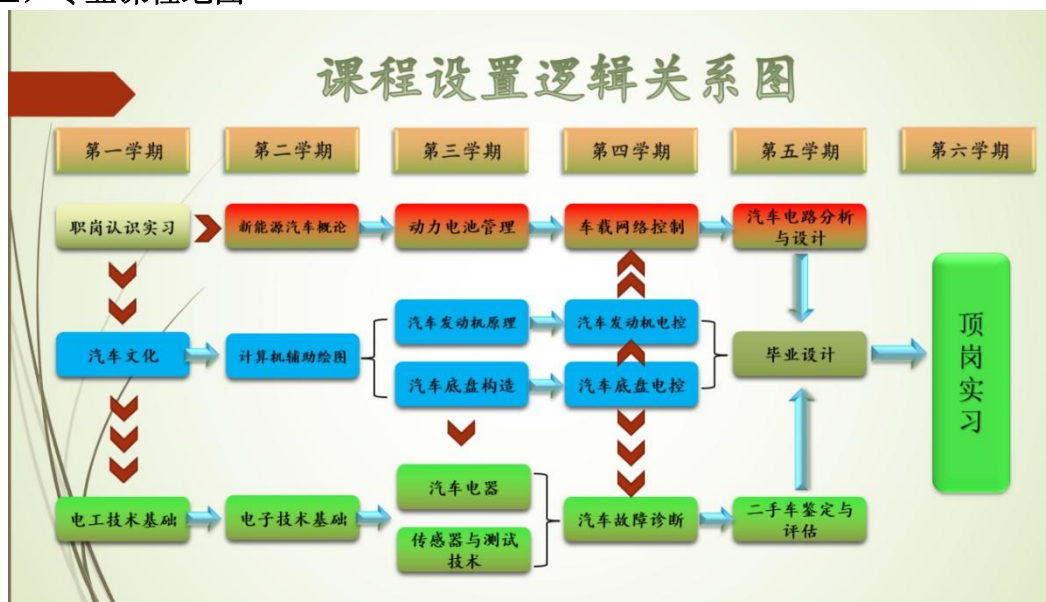 课程设置逻辑关系图
第一学期 第二学期 第三学期 第四学期 第五学期 第六学期
职岗认识实习 新能源汽车概论 动力电池管理 车载网络控制 汽车电路分析
与设计
汽车发动机原理 汽车发动机电控
汽车文化 计算机辅助绘图 毕业设计
汽车底盘构造 汽车底盘电控
顶岗实习
汽车电器
电工技术基础 电子技术基础 汽车故障诊断 二手车鉴定与
评估
传感器与测试
技术